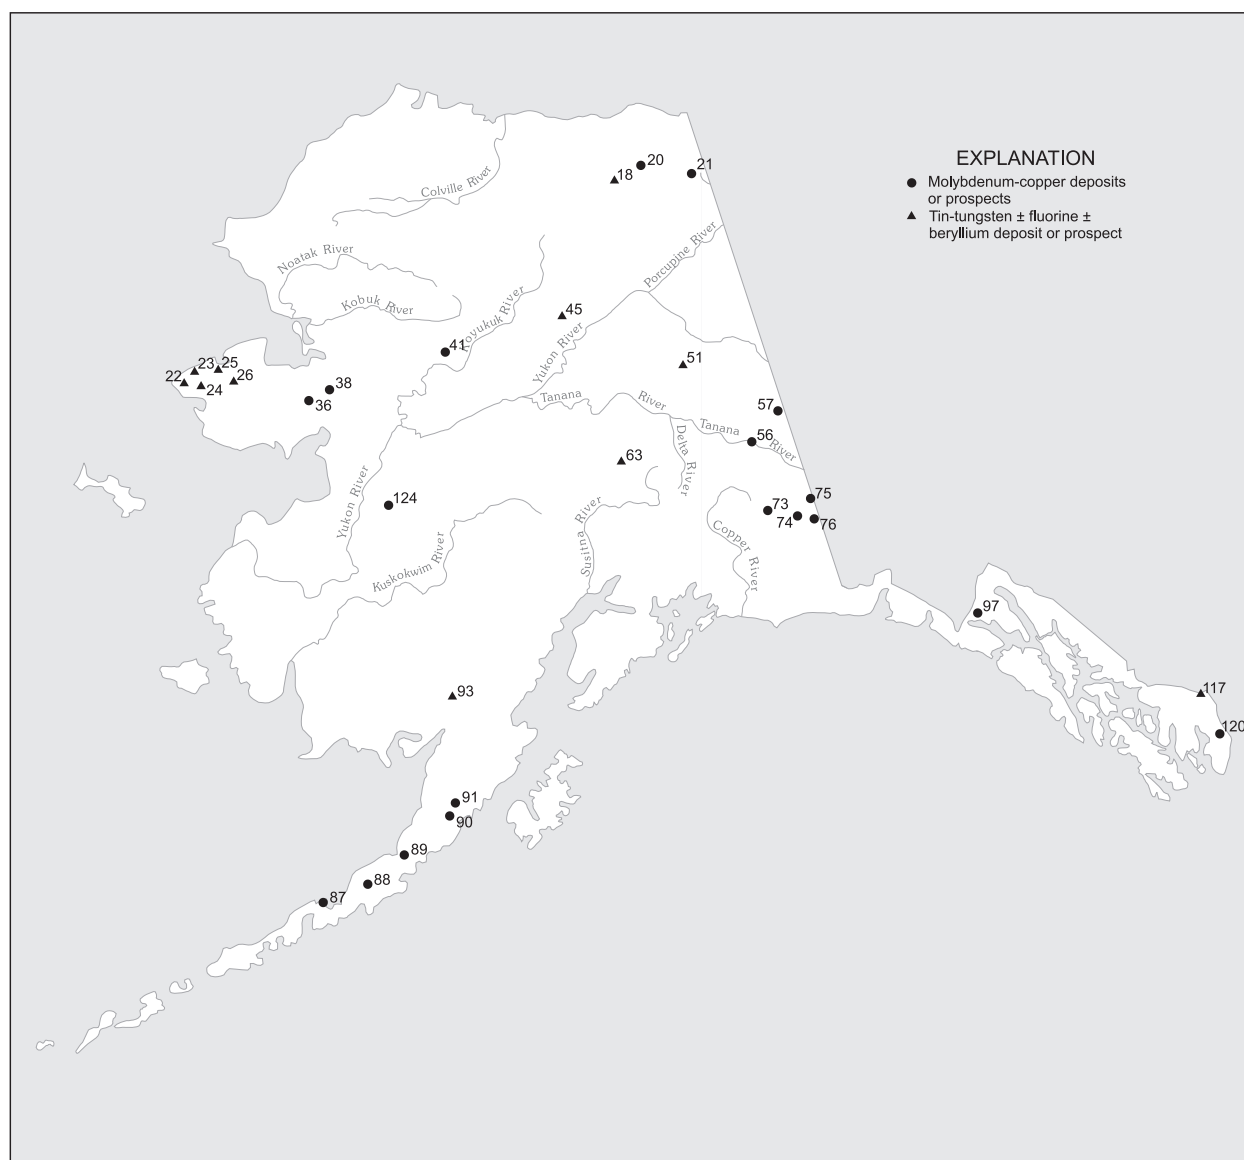 EXPLANATION
Molybdenum-copper deposits
or prospects
Tin-tungsten ± fluorine ±
beryllium deposit or prospect
20
21
18
Colville River
Noatak River
Porcupine River
Kobuk River
Koyukuk River
45
Yukon River
41
51
23
25
22
24
26
38
36
Tanana
River
57
Tanana
River
56
Delta River
63
Yukon River
124
75
73
74
76
Susitna
River
Copper River
Kuskokwim River
97
93
117
120
91
90
89
88
87